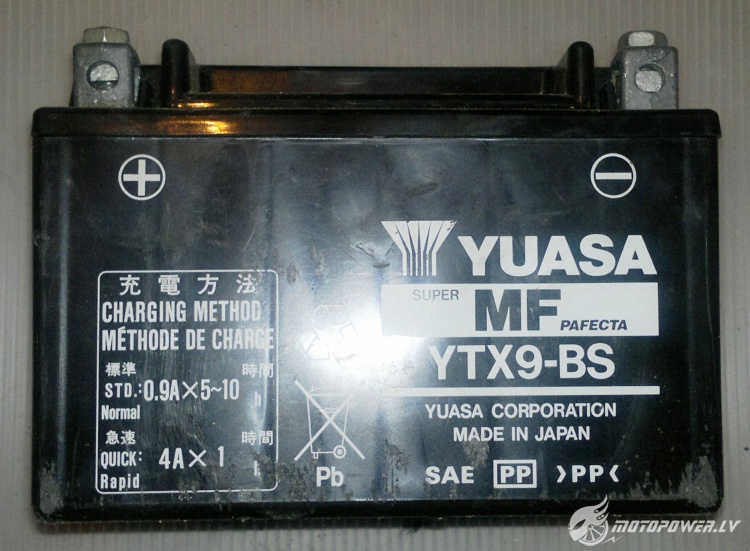 +
−
YUASA
SUPER MF PAFECTA
YTX9-BS
YUASA CORPORATION
MADE IN JAPAN
SAE PP >PP<
充電方法
CHARGING METHOD
MÉTHODE DE CHARGE
標準 時間
STD.:0.9A×5~10 h
Normal
急速 時間
QUICK: 4A×1
Rapid
Pb
MOTOPOWER.LV